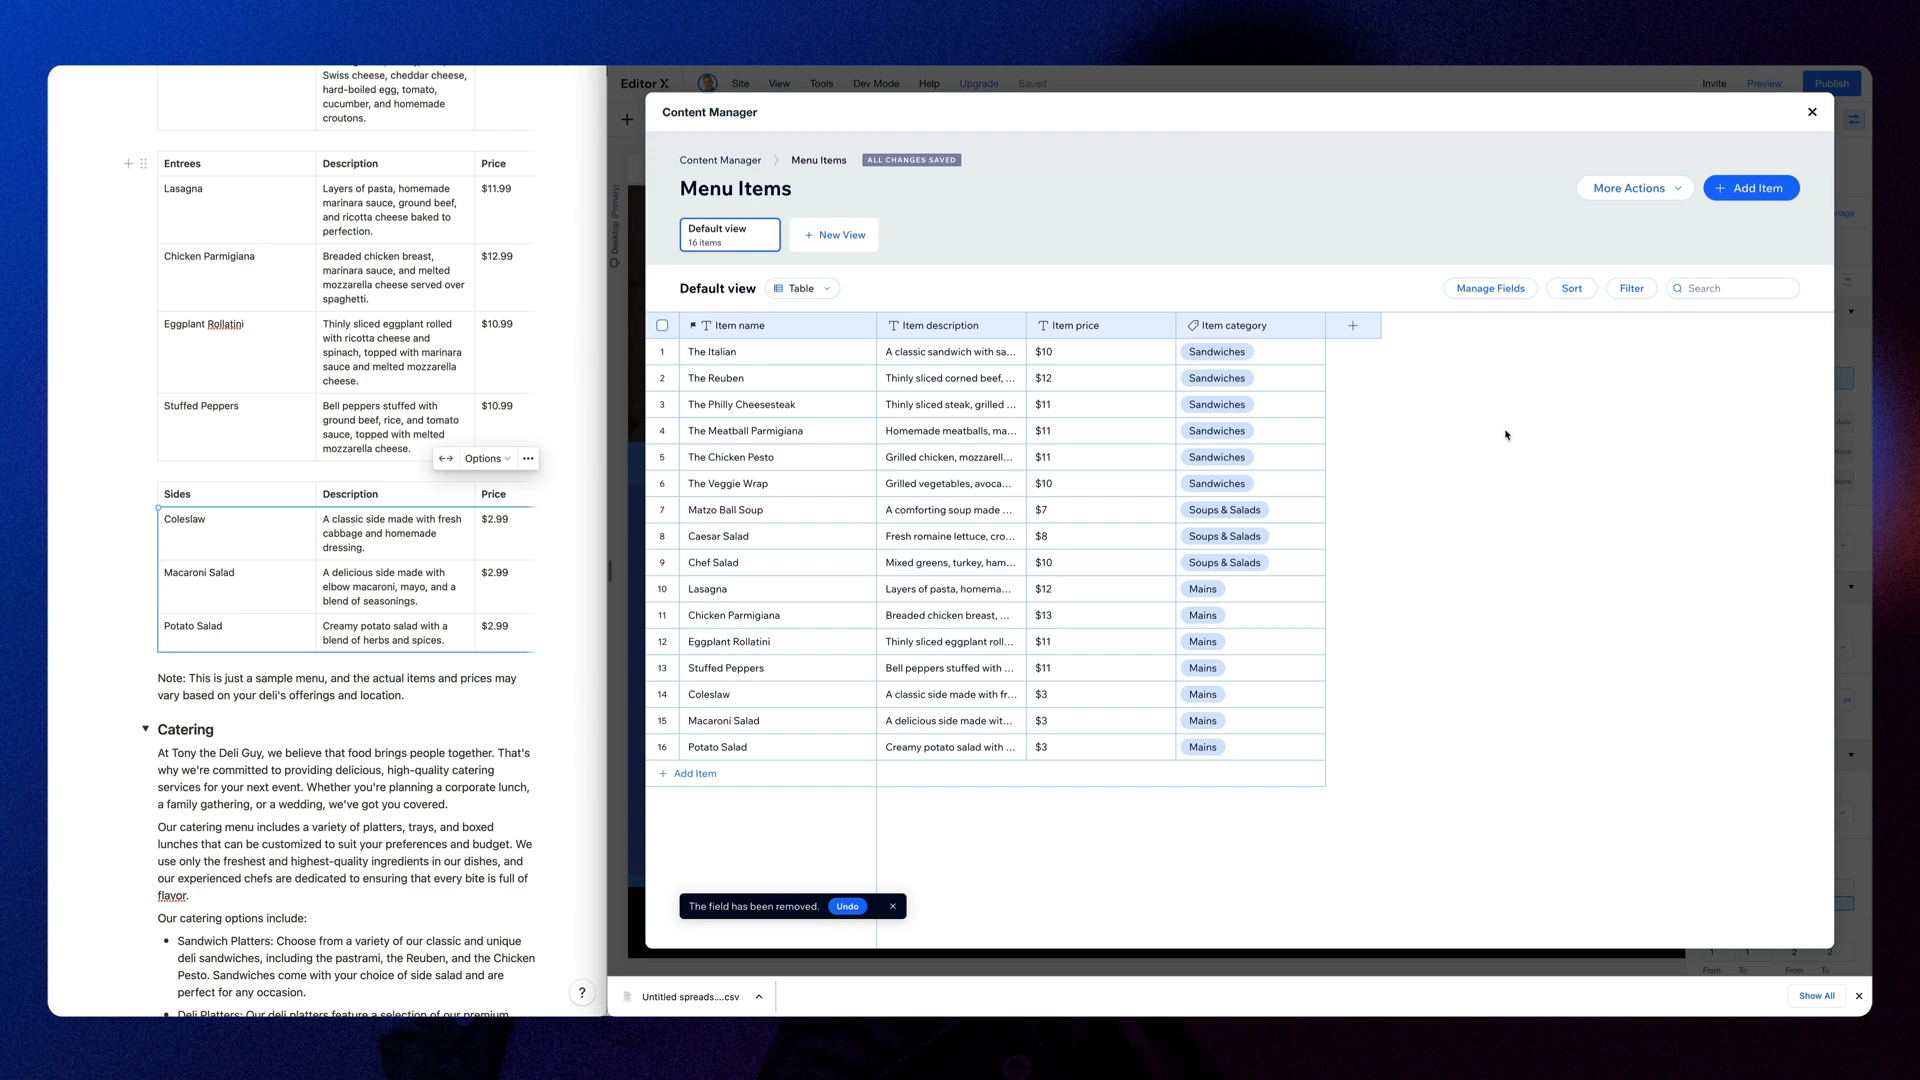 Swiss cheese, cheddar cheese,
hard-boiled egg, tomato,
cucumber, and homemade
croutons.
Entrees Description Price
Lasagna Layers of pasta, homemade $11.99
marinara sauce, ground beef,
and ricotta cheese baked to
perfection.
Chicken Parmigiana Breaded chicken breast, $12.99
marinara sauce, and melted
mozzarella cheese served over
spaghetti.
Eggplant Rollatini Thinly sliced eggplant rolled $10.99
with ricotta cheese and
spinach, topped with marinara
sauce and melted mozzarella
cheese.
Stuffed Peppers Bell peppers stuffed with $10.99
ground beef, rice, and tomato
sauce, topped with melted
mozzarella cheese.
Options
Sides Description Price
Coleslaw A classic side made with fresh $2.99
cabbage and homemade
dressing.
Macaroni Salad A delicious side made with $2.99
elbow macaroni, mayo, and a
blend of seasonings.
Potato Salad Creamy potato salad with a $2.99
blend of herbs and spices.
Note: This is just a sample menu, and the actual items and prices may
vary based on your deli's offerings and location.
Catering
At Tony the Deli Guy, we believe that food brings people together. That's
why we're committed to providing delicious, high-quality catering
services for your next event. Whether you're planning a corporate lunch,
a family gathering, or a wedding, we've got you covered.
Our catering menu includes a variety of platters, trays, and boxed
lunches that can be customized to suit your preferences and budget. We
use only the freshest and highest-quality ingredients in our dishes, and
our experienced chefs are dedicated to ensuring that every bite is full of
flavor.
Our catering options include:
• Sandwich Platters: Choose from a variety of our classic and unique
deli sandwiches, including the pastrami, the Reuben, and the Chicken
Pesto. Sandwiches come with your choice of side salad and are
perfect for any occasion.
• Deli Platters: Our deli platters feature a selection of our premium
?
Editor X Site View Tools Dev Mode Help Upgrade Saved Invite Preview Publish
Desktop (Primary)
Content Manager
Content Manager > Menu Items ALL CHANGES SAVED
Menu Items
More Actions + Add Item
Default view
16 items
+ New View
Default view Table Manage Fields Sort Filter Search
Item name Item description Item price Item category +
1 The Italian A classic sandwich with sa... $10 Sandwiches
2 The Reuben Thinly sliced corned beef, ... $12 Sandwiches
3 The Philly Cheesesteak Thinly sliced steak, grilled ... $11 Sandwiches
4 The Meatball Parmigiana Homemade meatballs, ma... $11 Sandwiches
5 The Chicken Pesto Grilled chicken, mozzarell... $11 Sandwiches
6 The Veggie Wrap Grilled vegetables, avoca... $10 Sandwiches
7 Matzo Ball Soup A comforting soup made ... $7 Soups & Salads
8 Caesar Salad Fresh romaine lettuce, cro... $8 Soups & Salads
9 Chef Salad Mixed greens, turkey, ham... $10 Soups & Salads
10 Lasagna Layers of pasta, homema... $12 Mains
11 Chicken Parmigiana Breaded chicken breast, ... $13 Mains
12 Eggplant Rollatini Thinly sliced eggplant roll... $11 Mains
13 Stuffed Peppers Bell peppers stuffed with ... $11 Mains
14 Coleslaw A classic side made with fr... $3 Mains
15 Macaroni Salad A delicious side made wit... $3 Mains
16 Potato Salad Creamy potato salad with ... $3 Mains
+ Add Item
The field has been removed. Undo
Auto
None
None
px
1 1 2 2
From To From To
Untitled spreads....csv
Show All